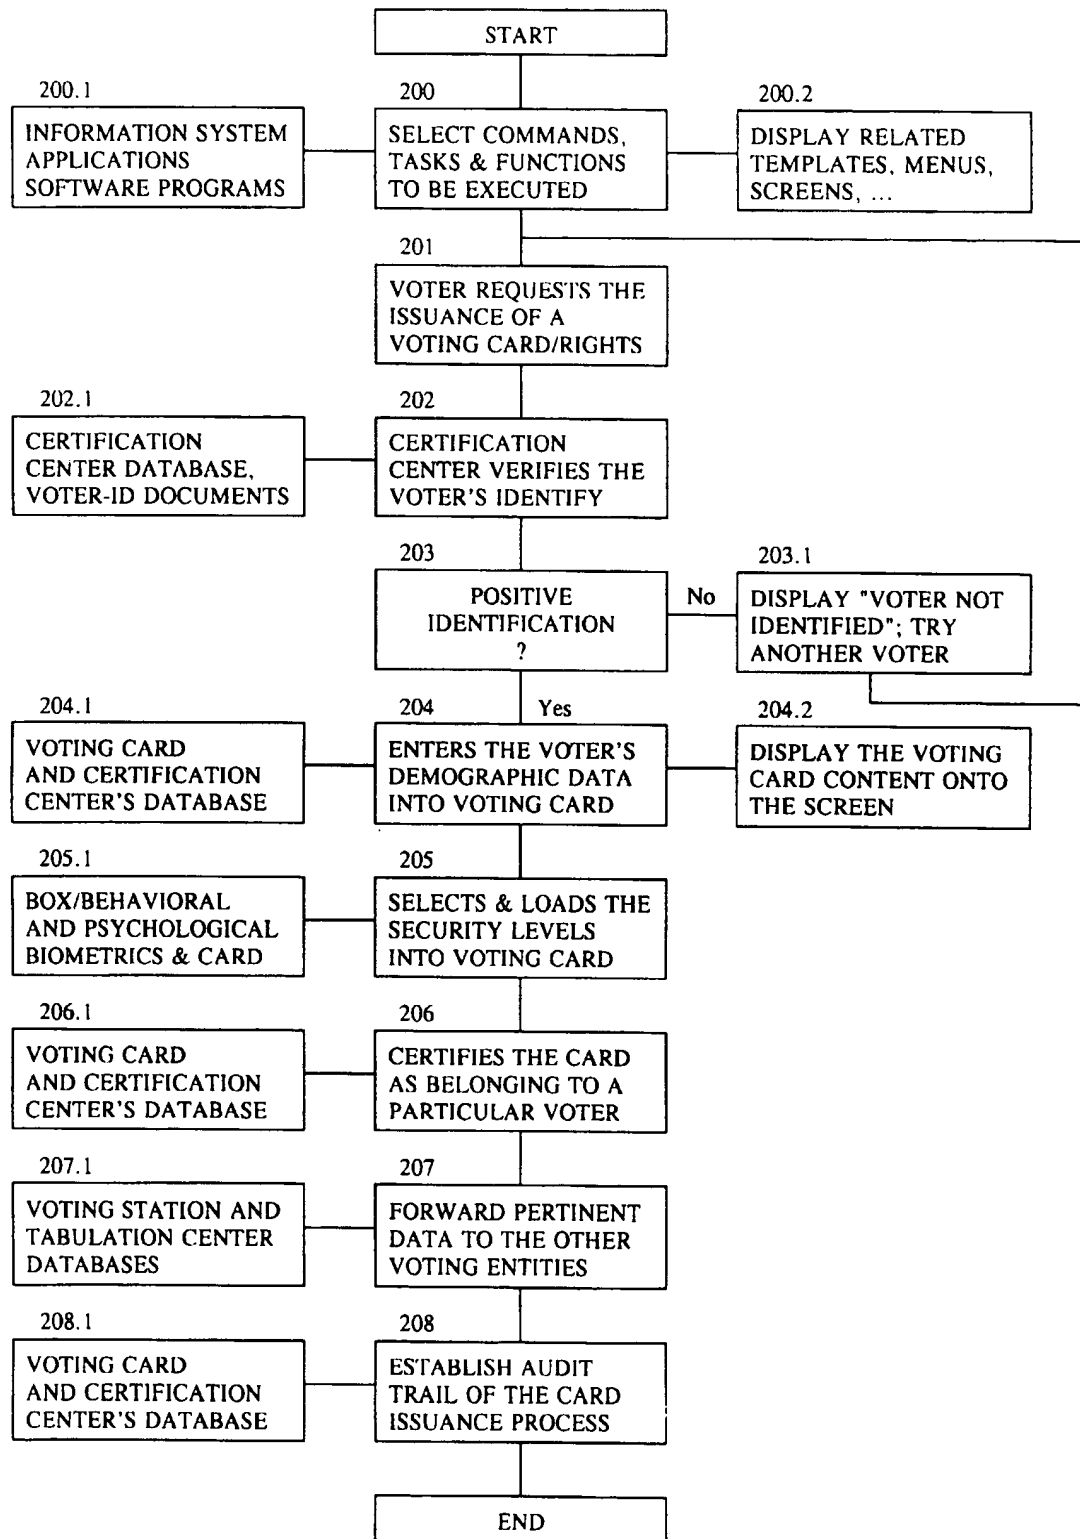 START
200.1
INFORMATION SYSTEM
APPLICATIONS
SOFTWARE PROGRAMS
200
SELECT COMMANDS,
TASKS & FUNCTIONS
TO BE EXECUTED
200.2
DISPLAY RELATED
TEMPLATES, MENUS,
SCREENS, ...
201
VOTER REQUESTS THE
ISSUANCE OF A
VOTING CARD/RIGHTS
202.1
CERTIFICATION
CENTER DATABASE,
VOTER-ID DOCUMENTS
202
CERTIFICATION
CENTER VERIFIES THE
VOTER'S IDENTIFY
203
POSITIVE
IDENTIFICATION
?
No
203.1
DISPLAY "VOTER NOT
IDENTIFIED"; TRY
ANOTHER VOTER
Yes
204.1
VOTING CARD
AND CERTIFICATION
CENTER'S DATABASE
204
ENTERS THE VOTER'S
DEMOGRAPHIC DATA
INTO VOTING CARD
204.2
DISPLAY THE VOTING
CARD CONTENT ONTO
THE SCREEN
205.1
BOX/BEHAVIORAL
AND PSYCHOLOGICAL
BIOMETRICS & CARD
205
SELECTS & LOADS THE
SECURITY LEVELS
INTO VOTING CARD
206.1
VOTING CARD
AND CERTIFICATION
CENTER'S DATABASE
206
CERTIFIES THE CARD
AS BELONGING TO A
PARTICULAR VOTER
207.1
VOTING STATION AND
TABULATION CENTER
DATABASES
207
FORWARD PERTINENT
DATA TO THE OTHER
VOTING ENTITIES
208.1
VOTING CARD
AND CERTIFICATION
CENTER'S DATABASE
208
ESTABLISH AUDIT
TRAIL OF THE CARD
ISSUANCE PROCESS
END